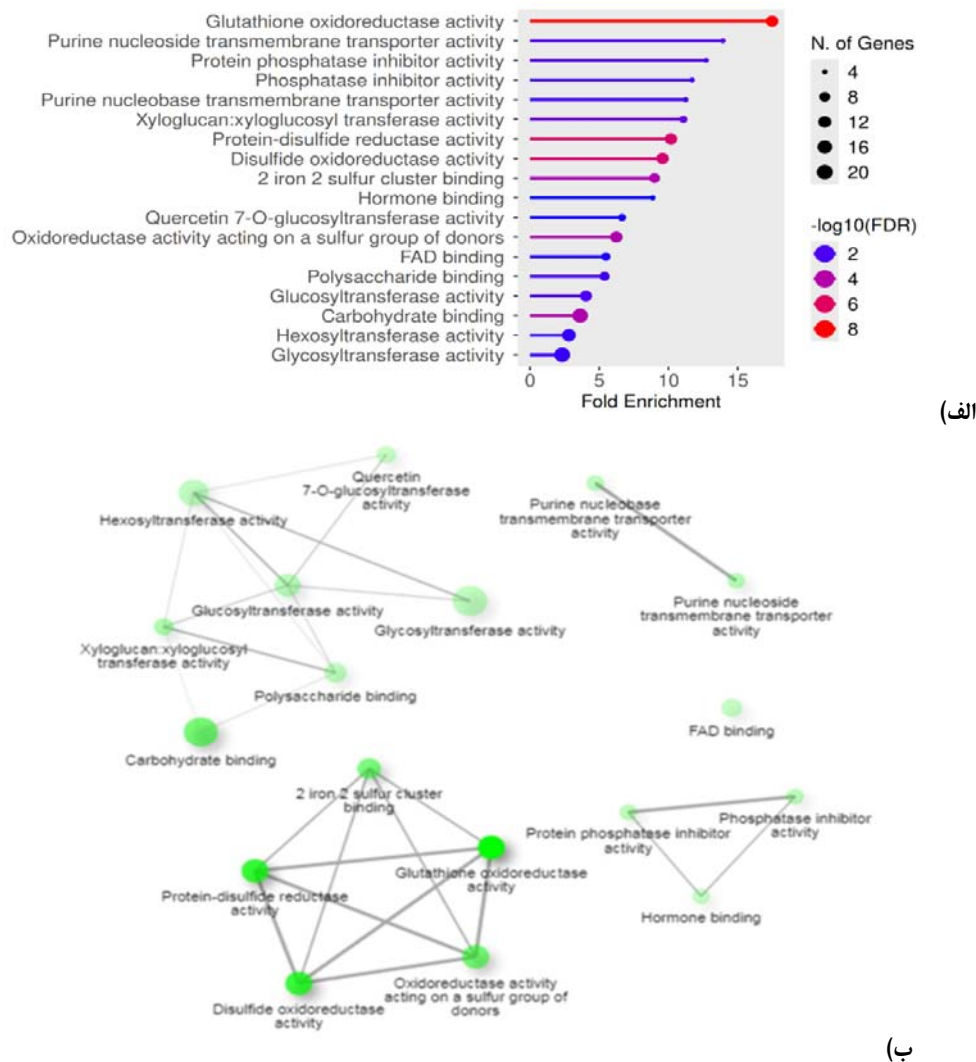 Glutathione oxidoreductase activity
Purine nucleoside transmembrane transporter activity
Protein phosphatase inhibitor activity
Phosphatase inhibitor activity
Purine nucleobase transmembrane transporter activity
Xyloglucan:xyloglucosyl transferase activity
Protein-disulfide reductase activity
Disulfide oxidoreductase activity
2 iron 2 sulfur cluster binding
Hormone binding
Quercetin 7-O-glucosyltransferase activity
Oxidoreductase activity acting on a sulfur group of donors
FAD binding
Polysaccharide binding
Glucosyltransferase activity
Carbohydrate binding
Hexosyltransferase activity
Glycosyltransferase activity
0 5 10 15
Fold Enrichment
N. of Genes
4
8
12
16
20
-log10(FDR)
2
4
6
8
الف)
Quercetin
7-O-glucosyltransferase
activity
Hexosyltransferase activity
Purine nucleobase
transmembrane transporter
activity
Glucosyltransferase activity
Glycosyltransferase activity
Purine nucleoside
transmembrane transporter
activity
Xyloglucan:xyloglucosyl
transferase activity
Polysaccharide binding
FAD binding
Carbohydrate binding
2 iron 2 sulfur cluster
binding
Phosphatase inhibitor
activity
Protein phosphatase inhibitor
activity
Glutathione oxidoreductase
activity
Protein-disulfide reductase
activity
Hormone binding
Oxidoreductase activity
acting on a sulfur group of
donors
Disulfide oxidoreductase
activity
ب)